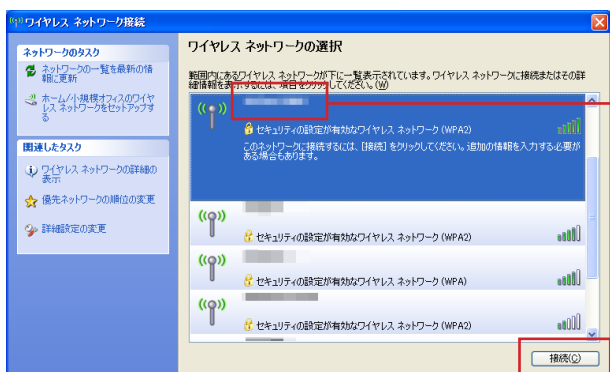 ワイヤレス ネットワーク接続
ネットワークのタスク
ネットワークの一覧を最新の情
報に更新
ホーム/小規模オフィスのワイヤ
レス ネットワークをセットアップす
る
関連したタスク
ワイヤレス ネットワークの詳細の
表示
優先ネットワークの順位の変更
詳細設定の変更
ワイヤレス ネットワークの選択
範囲内にあるワイヤレス ネットワークが下に一覧表示されています。ワイヤレス ネットワークに接続またはその詳
細情報を表示するには、項目をクリックしてください。(W)
セキュリティの設定が有効なワイヤレス ネットワーク (WPA2)
このネットワークに接続するには、[接続] をクリックしてください。追加の情報を入力する必要が
ある場合もあります。
セキュリティの設定が有効なワイヤレス ネットワーク (WPA2)
セキュリティの設定が有効なワイヤレス ネットワーク (WPA)
セキュリティの設定が有効なワイヤレス ネットワーク (WPA2)
接続(C)